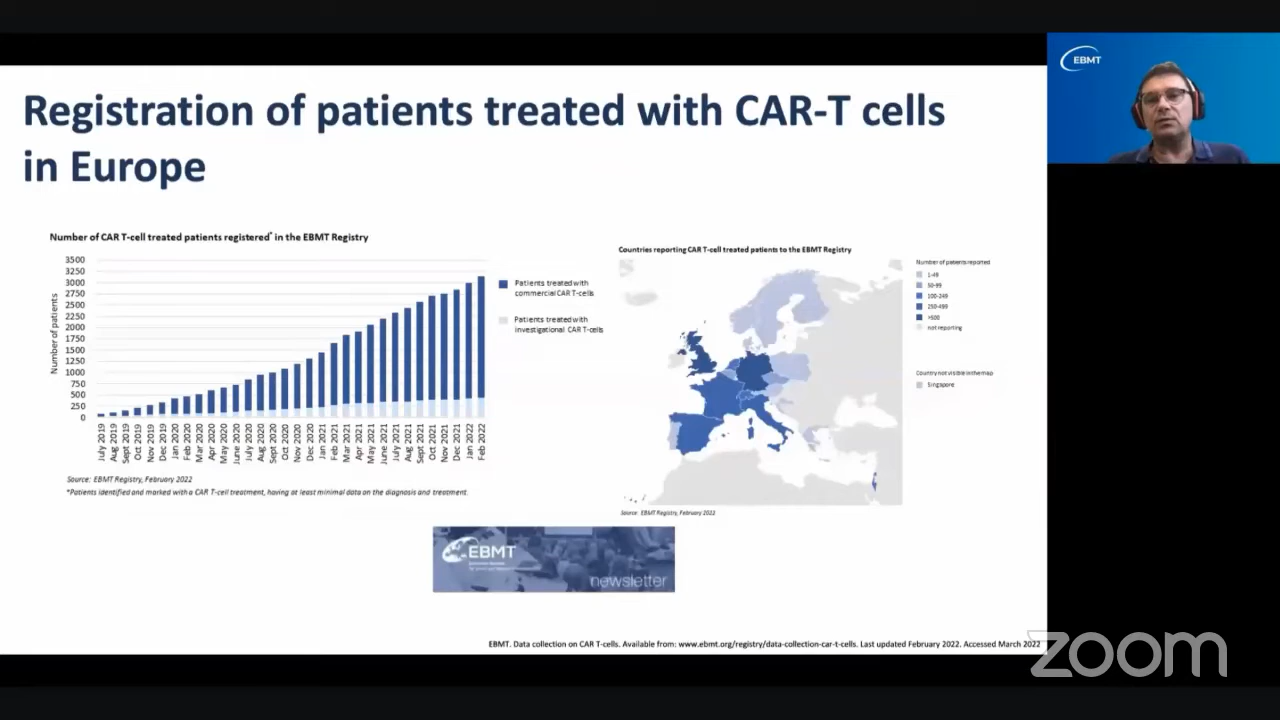 Registration of patients treated with CAR-T cells
in Europe
EBMT
Number of CAR T-cell treated patients registered* in the EBMT Registry
3500
3250
3000
2750
2500
2250
2000
1750
1500
1250
1000
750
500
250
0
Number of patients
July 2019
Aug 2019
Sept 2019
Oct 2019
Nov 2019
Dec 2019
Jan 2020
Feb 2020
Mar 2020
Apr 2020
May 2020
June 2020
July 2020
Aug 2020
Sept 2020
Oct 2020
Nov 2020
Dec 2020
Jan 2021
Feb 2021
Mar 2021
Apr 2021
May 2021
June 2021
July 2021
Aug 2021
Sept 2021
Oct 2021
Nov 2021
Dec 2021
Jan 2022
Feb 2022
Patients treated with
commercial CAR T-cells
Patients treated with
investigational CAR T-cells
Source: EBMT Registry, February 2022
*Patients identified and marked with a CAR T-cell treatment, having at least minimal data on the diagnosis and treatment
Countries reporting CAR T-cell treated patients to the EBMT Registry
Number of patients reported
1-49
50-99
100-249
250-499
>500
not reporting
Country not visible in the map
Singapore
Source: EBMT Registry, February 2022
EBMT
newsletter
EBMT. Data collection on CAR T-cells. Available from: www.ebmt.org/registry/data-collection-car-t-cells. Last updated February 2022. Accessed March 2022
zoom